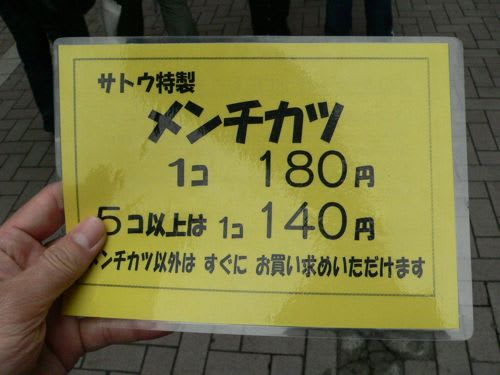 サトウ特製
メンチカツ
1コ 180円
5コ以上は 1コ 140円
メンチカツ以外は すぐに お買い求めいただけます